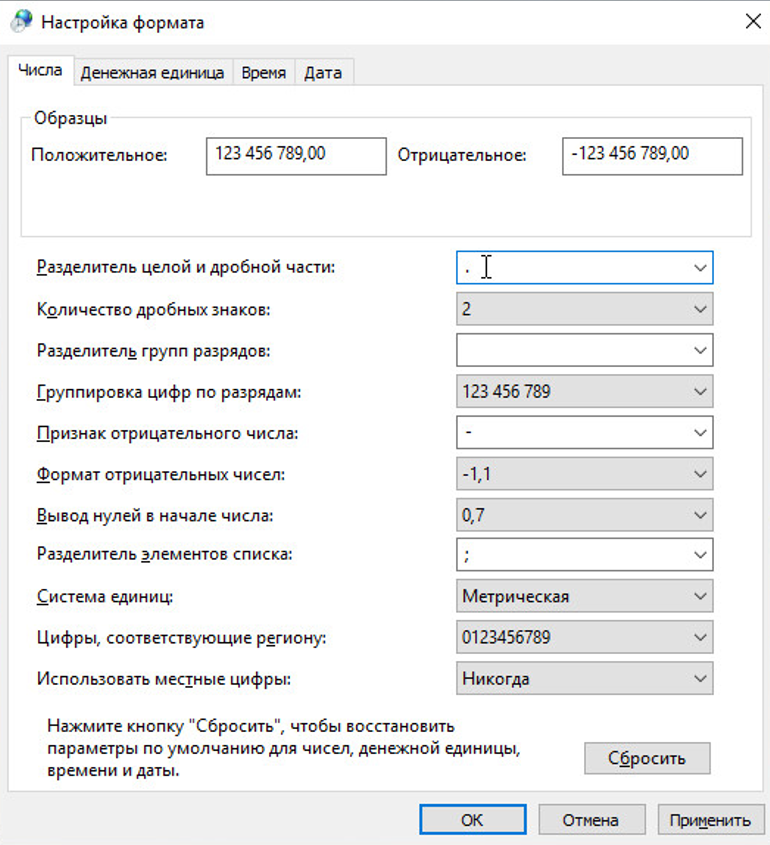 Настройка формата
Числа Денежная единица Время Дата
Образцы
Положительное: 123 456 789,00 Отрицательное: -123 456 789,00
Разделитель целой и дробной части: .
Количество дробных знаков: 2
Разделитель групп разрядов:
Группировка цифр по разрядам: 123 456 789
Признак отрицательного числа: -
Формат отрицательных чисел: -1,1
Вывод нулей в начале числа: 0,7
Разделитель элементов списка: ;
Система единиц: Метрическая
Цифры, соответствующие региону: 0123456789
Использовать местные цифры: Никогда
Нажмите кнопку "Сбросить", чтобы восстановить
параметры по умолчанию для чисел, денежной единицы,
времени и даты.
Сбросить
ОК Отмена Применить